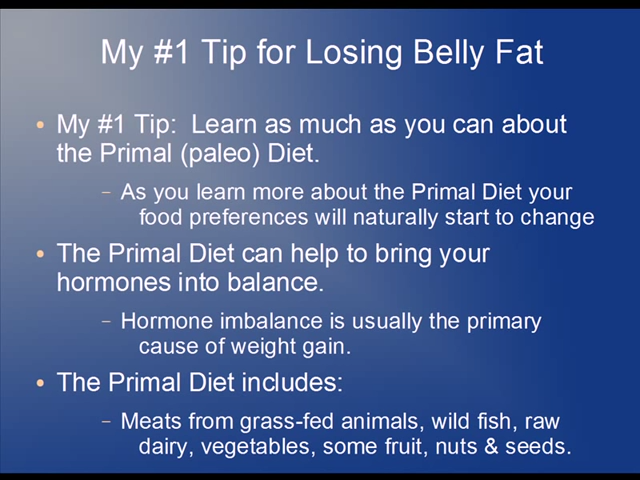 My #1 Tip for Losing Belly Fat
• My #1 Tip:  Learn as much as you can about
the Primal (paleo) Diet.
– As you learn more about the Primal Diet your
food preferences will naturally start to change
• The Primal Diet can help to bring your
hormones into balance.
– Hormone imbalance is usually the primary
cause of weight gain.
• The Primal Diet includes:
– Meats from grass-fed animals, wild fish, raw
dairy, vegetables, some fruit, nuts & seeds.